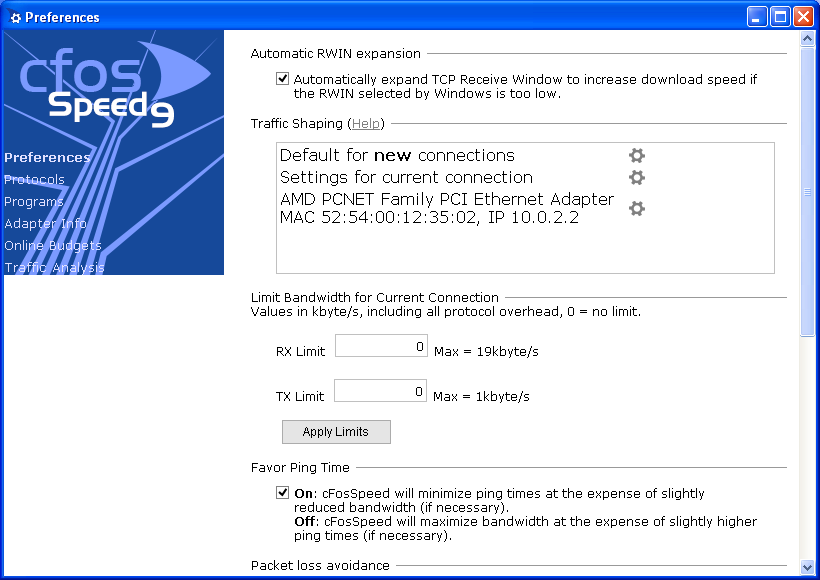 Preferences
cfos
Speed9
Preferences
Protocols
Programs
Adapter Info
Online Budgets
Traffic Analysis
Automatic RWIN expansion
Automatically expand TCP Receive Window to increase download speed if
the RWIN selected by Windows is too low.
Traffic Shaping (Help)
Default for new connections
Settings for current connection
AMD PCNET Family PCI Ethernet Adapter
MAC 52:54:00:12:35:02, IP 10.0.2.2
Limit Bandwidth for Current Connection
Values in kbyte/s, including all protocol overhead, 0 = no limit.
RX Limit 0 Max = 19kbyte/s
TX Limit 0 Max = 1kbyte/s
Apply Limits
Favor Ping Time
On: cFosSpeed will minimize ping times at the expense of slightly
reduced bandwidth (if necessary).
Off: cFosSpeed will maximize bandwidth at the expense of slightly higher
ping times (if necessary).
Packet loss avoidance